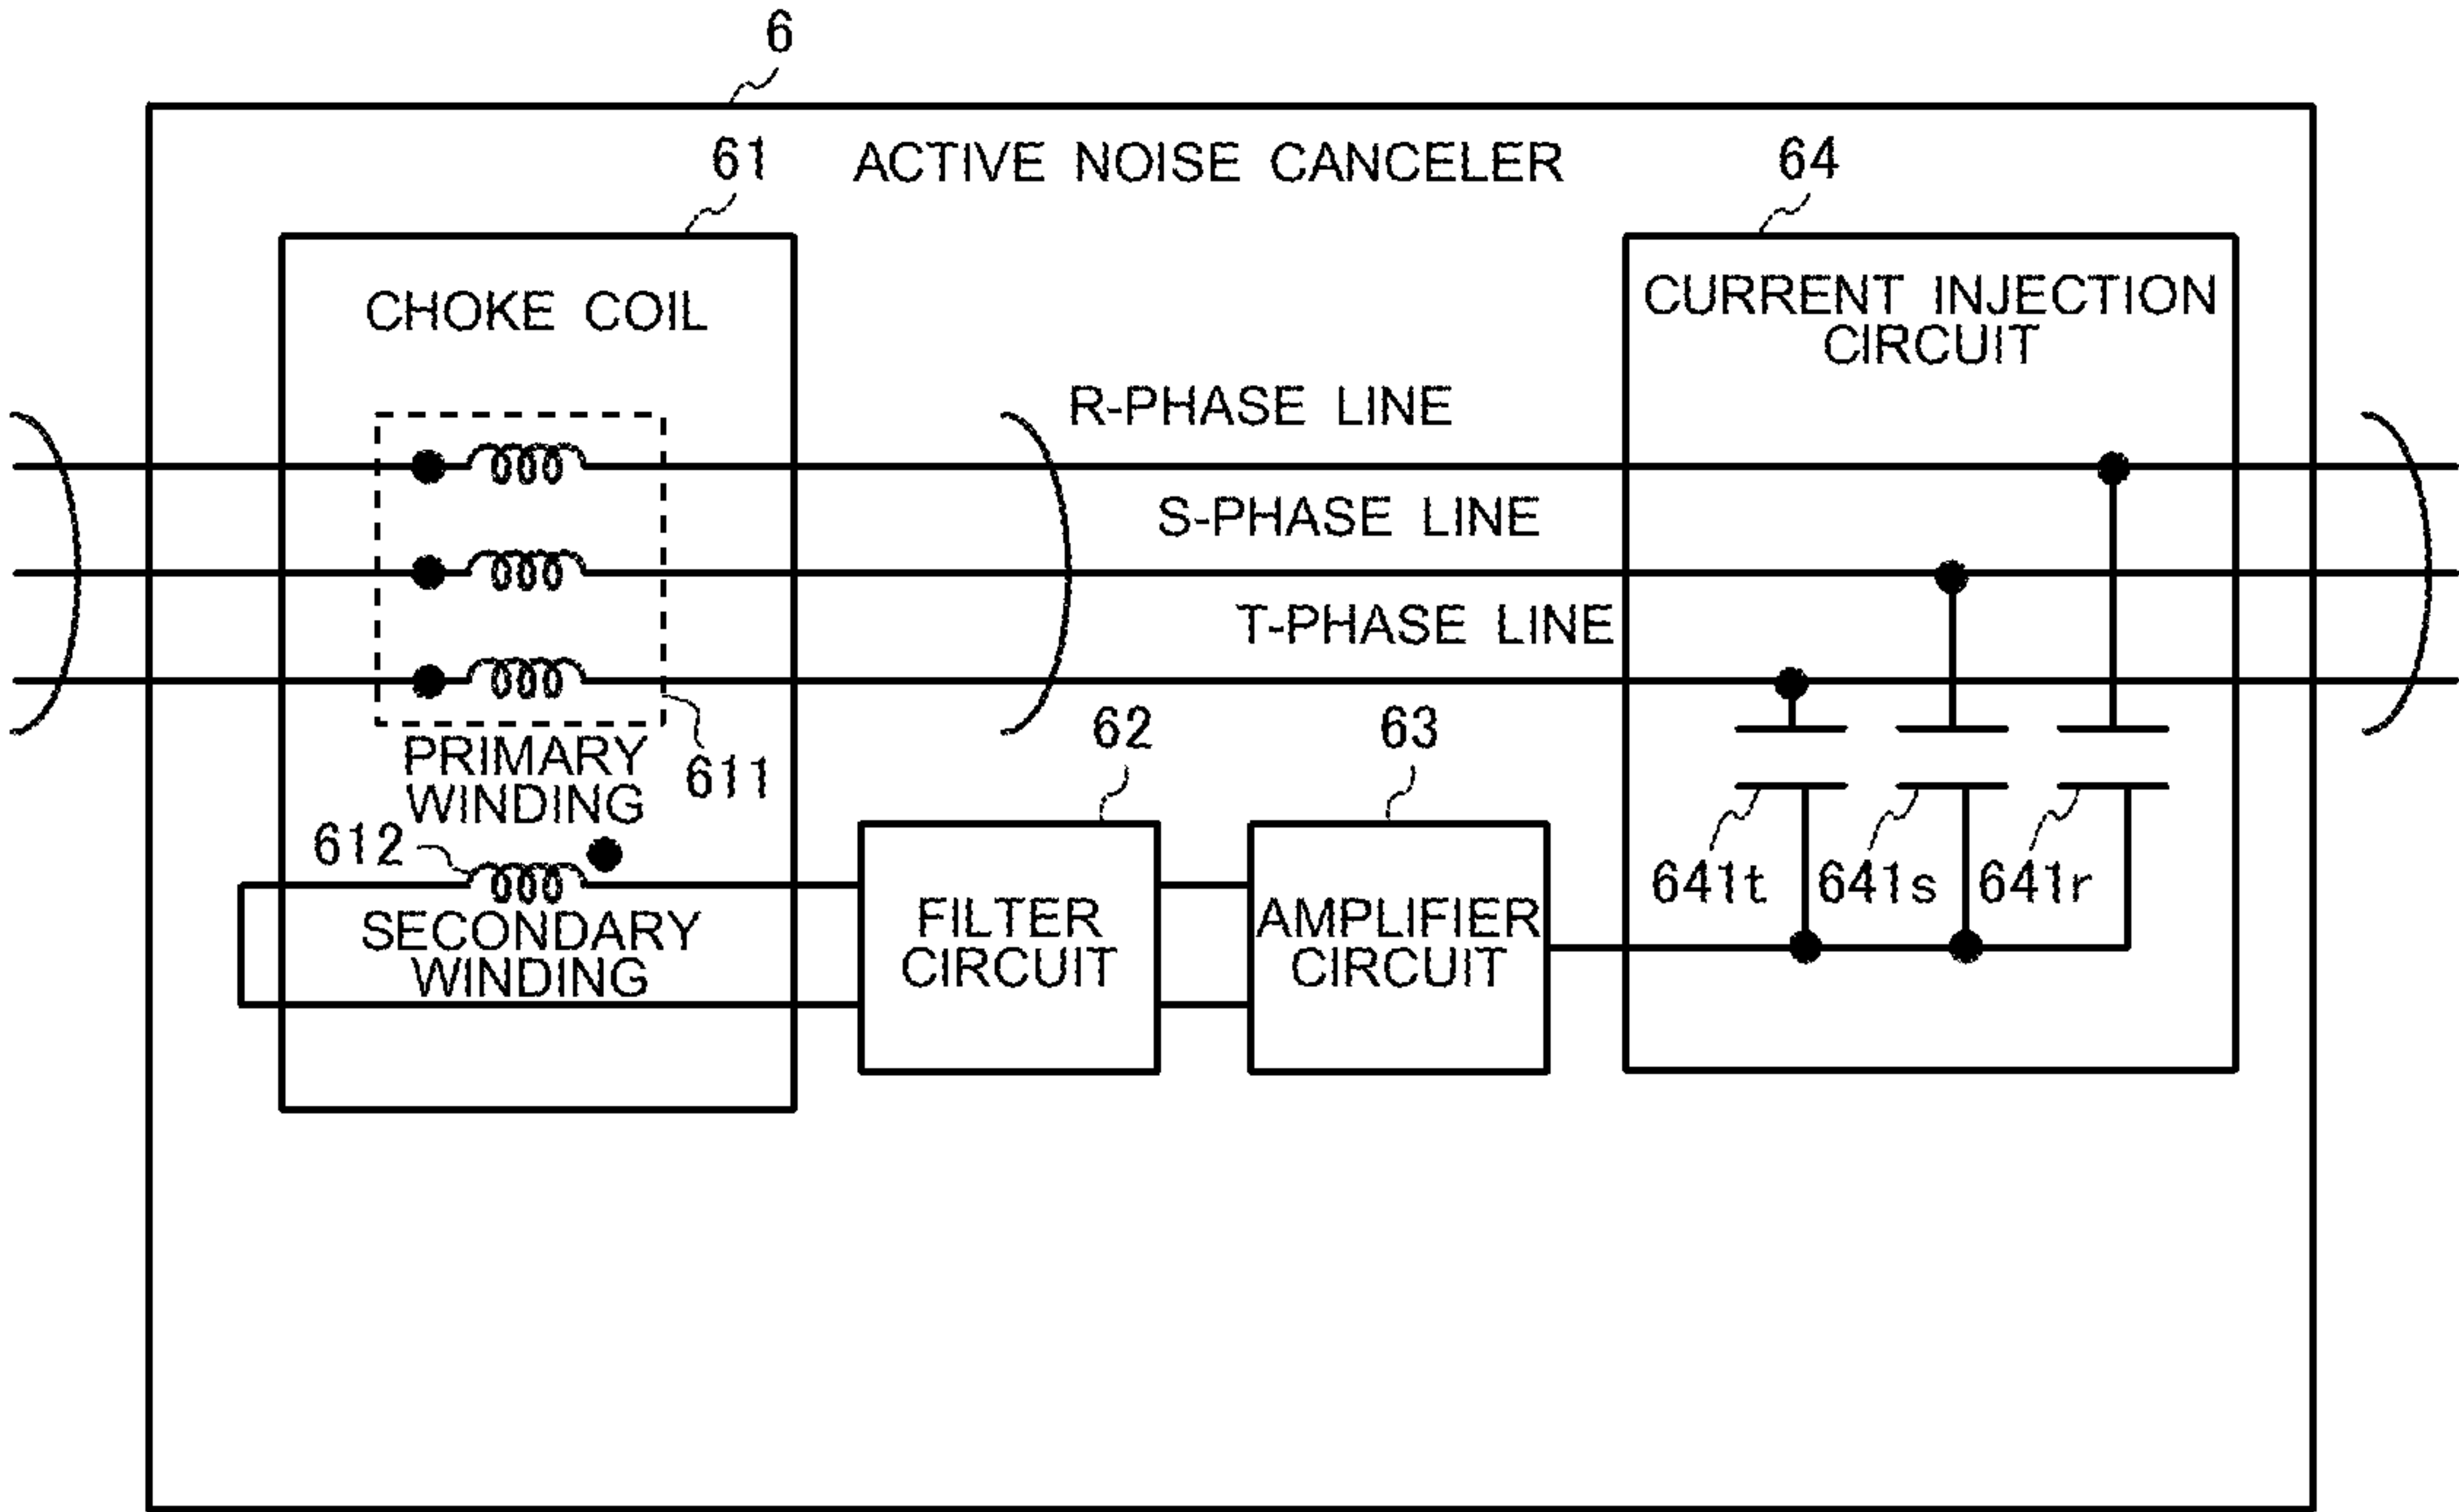 6
61
ACTIVE NOISE CANCELER
64
CHOKE COIL
CURRENT INJECTION
CIRCUIT
R-PHASE LINE
S-PHASE LINE
T-PHASE LINE
PRIMARY
WINDING
611
62
63
612
641t
641s
641r
SECONDARY
WINDING
FILTER
CIRCUIT
AMPLIFIER
CIRCUIT